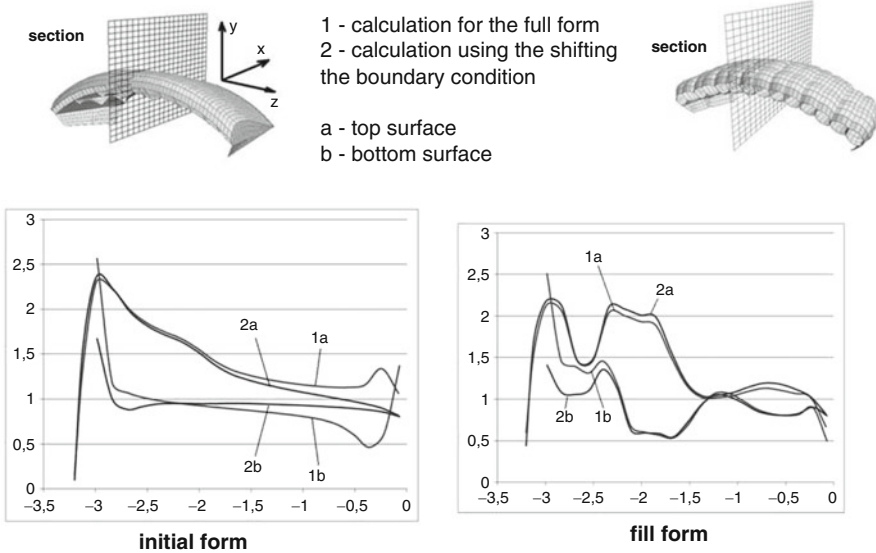 section
y
x
z
1 - calculation for the full form
2 - calculation using the shifting
the boundary condition
a - top surface
b - bottom surface
section
3
2,5
2
1,5
1
0,5
0
2a
1a
2b
1b
−3,5
−3
−2,5
−2
−1,5
−1
−0,5
0
initial form
3
2,5
2
1,5
1
0,5
0
1a
2a
2b
1b
−3,5
−3
−2,5
−2
−1,5
−1
−0,5
0
fill form